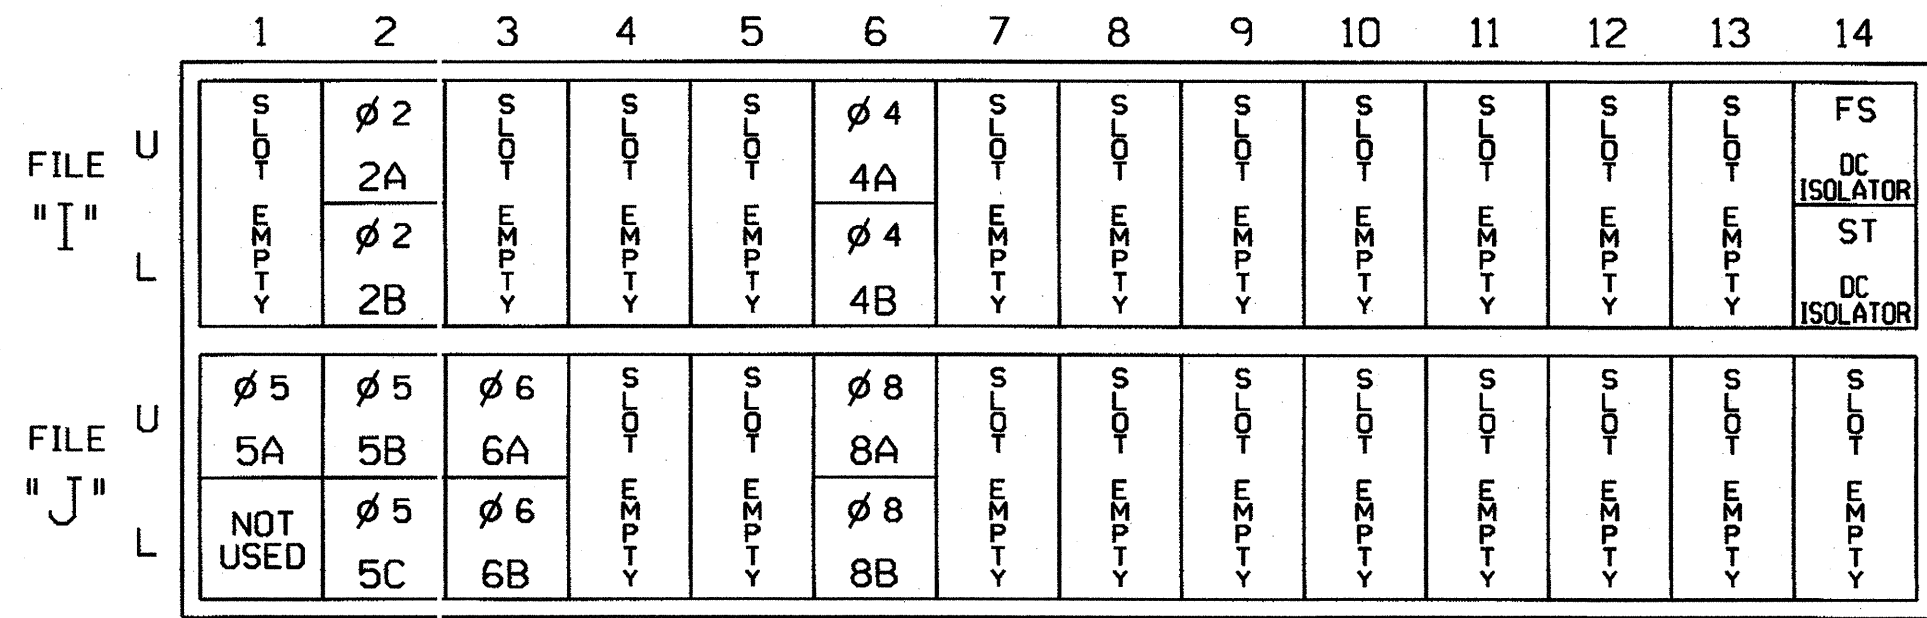 1 2 3 4 5 6 7 8 9 10 11 12 13 14
FILE "I"
U
SLOT EMPTY
ø 2
2A
SLOT EMPTY
SLOT EMPTY
SLOT EMPTY
ø 4
4A
SLOT EMPTY
SLOT EMPTY
SLOT EMPTY
SLOT EMPTY
SLOT EMPTY
SLOT EMPTY
SLOT EMPTY
FS
DC
ISOLATOR
L
ø 2
2B
ø 4
4B
ST
DC
ISOLATOR
FILE "J"
U
ø 5
5A
ø 5
5B
ø 6
6A
SLOT EMPTY
SLOT EMPTY
ø 8
8A
SLOT EMPTY
SLOT EMPTY
SLOT EMPTY
SLOT EMPTY
SLOT EMPTY
SLOT EMPTY
SLOT EMPTY
SLOT EMPTY
L
NOT
USED
ø 5
5C
ø 6
6B
ø 8
8B